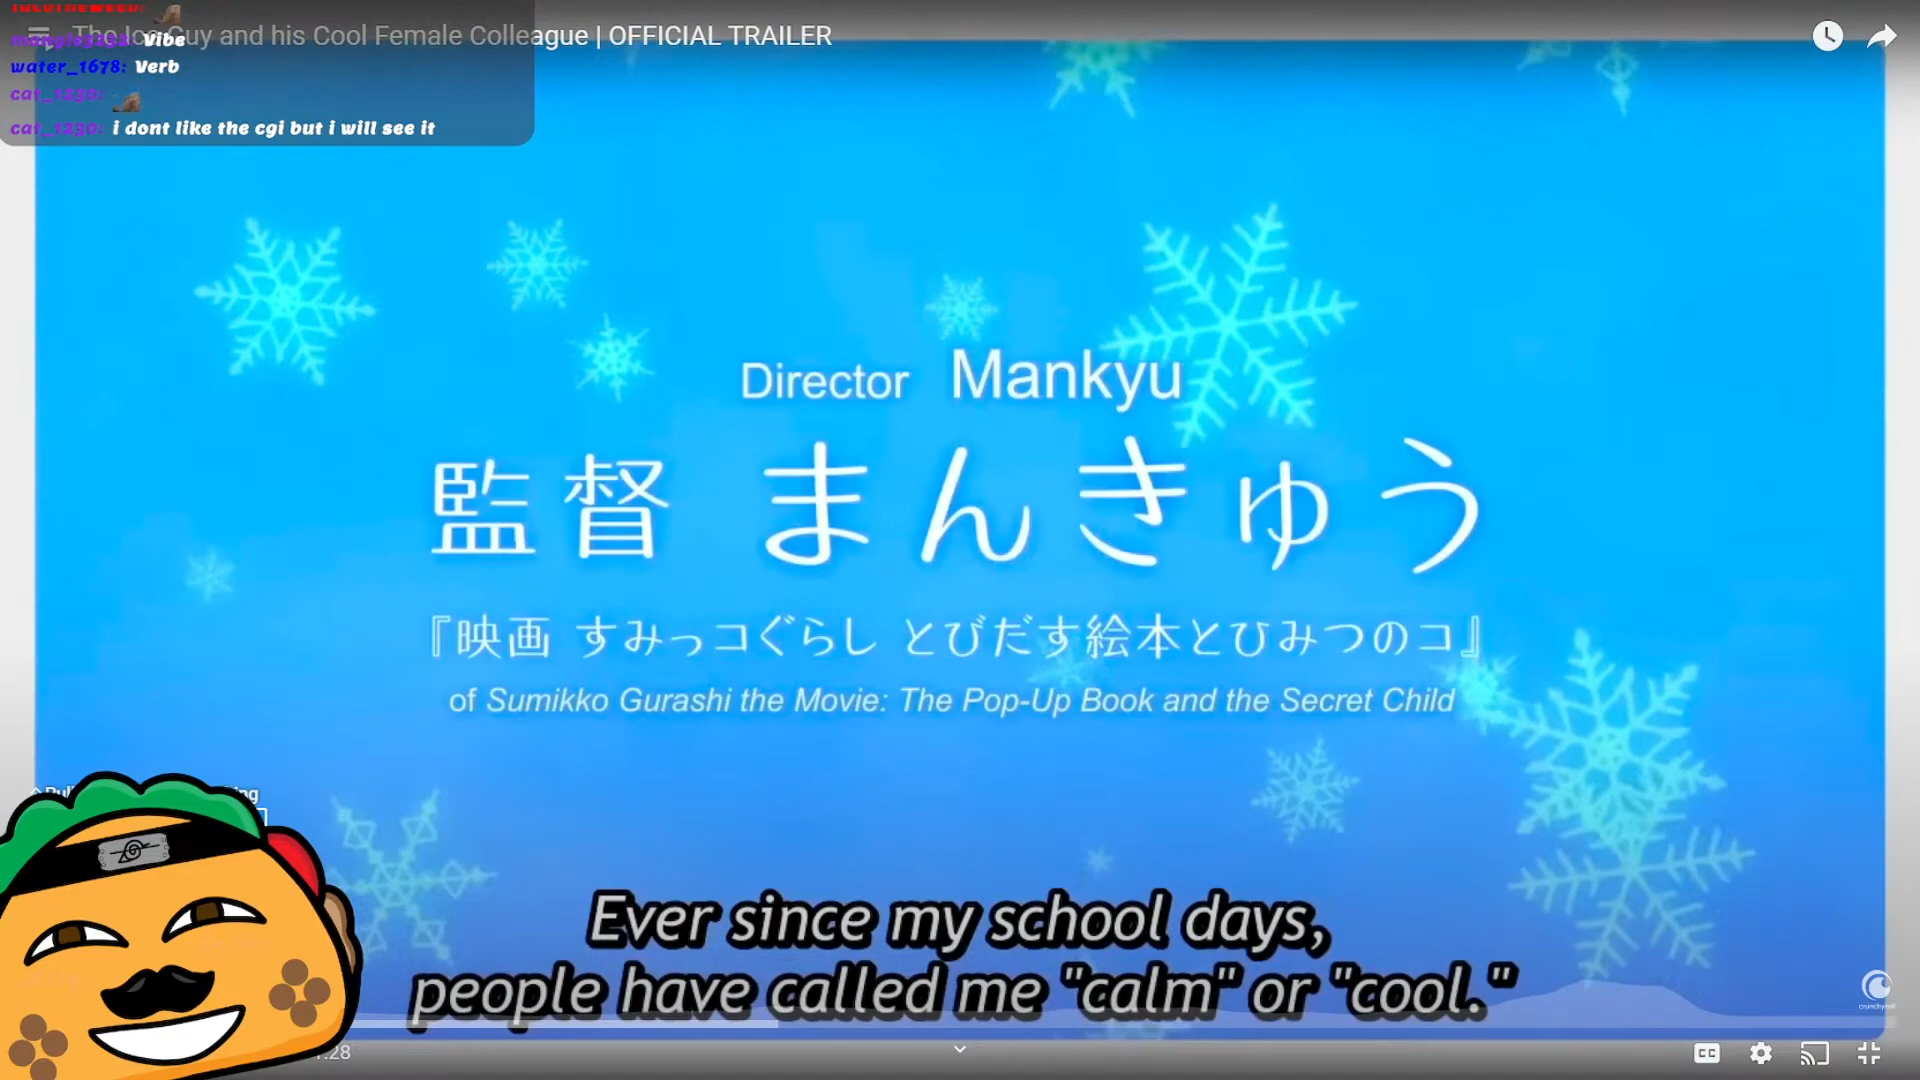 The Ice Guy and his Cool Female Colleague | OFFICIAL TRAILER
Vibe
water_1678: Verb
cat_1230:
cat_1230: i dont like the cgi but i will see it
Director Mankyu
監督 まんきゅう
『映画 すみっコぐらし とびだす絵本とひみつのコ』
of Sumikko Gurashi the Movie: The Pop-Up Book and the Secret Child
Ever since my school days,
people have called me "calm" or "cool."
crunchyroll
CC